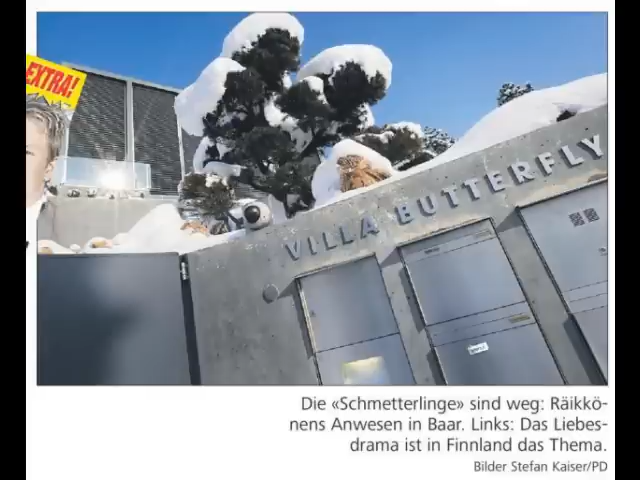 EXTRA!
VILLA BUTTERFLY
Die «Schmetterlinge» sind weg: Räikkö-
nens Anwesen in Baar. Links: Das Liebes-
drama ist in Finnland das Thema.
Bilder Stefan Kaiser/PD